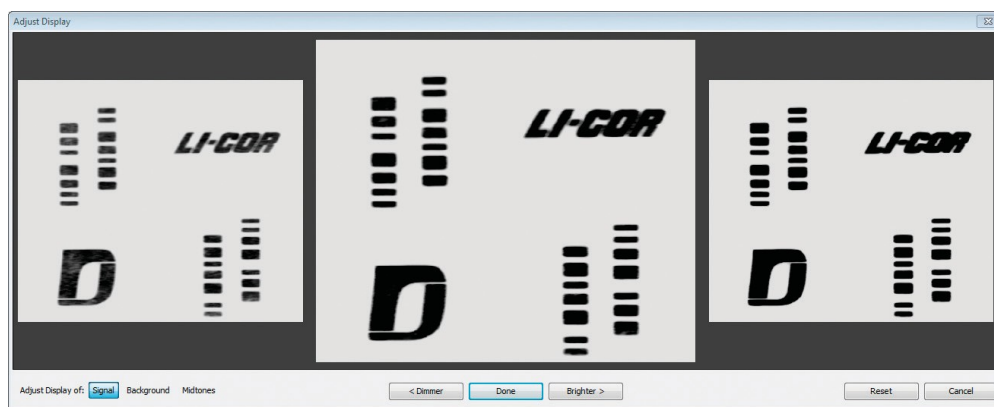 Adjust Display
LI-COR
LI-COR
LI-COR
D
D
D
Adjust Display of: Signal Background Midtones
< Dimmer Done Brighter >
Reset Cancel